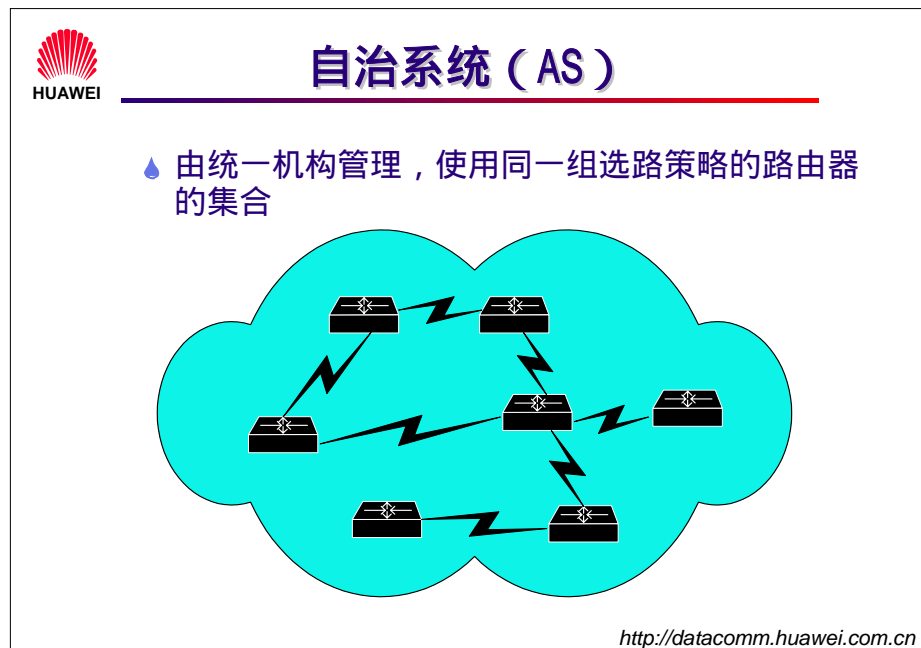 HUAWEI
自治系统（AS）
由统一机构管理，使用同一组选路策略的路由器
的集合
http://datacomm.huawei.com.cn